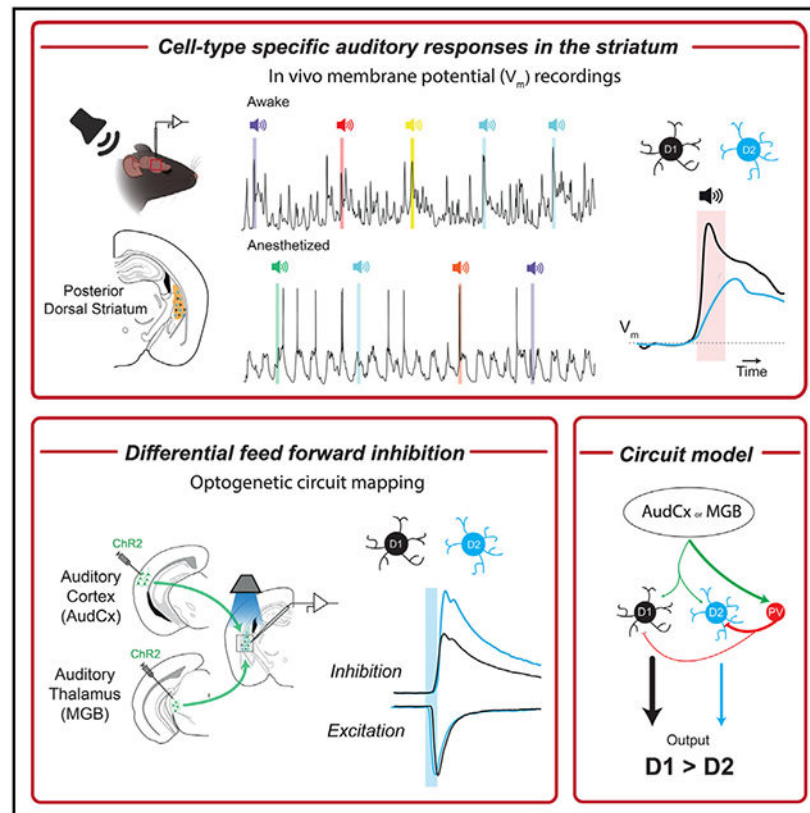 Cell-type specific auditory responses in the striatum
In vivo membrane potential (Vm) recordings
Awake
Anesthetized
Posterior
Dorsal Striatum
D1
D2
Vm
Time
Differential feed forward inhibition
Optogenetic circuit mapping
ChR2
Auditory
Cortex
(AudCx)
ChR2
Auditory
Thalamus
(MGB)
D1
D2
Inhibition
Excitation
Circuit model
AudCx or MGB
D1
D2
PV
Output
D1 > D2